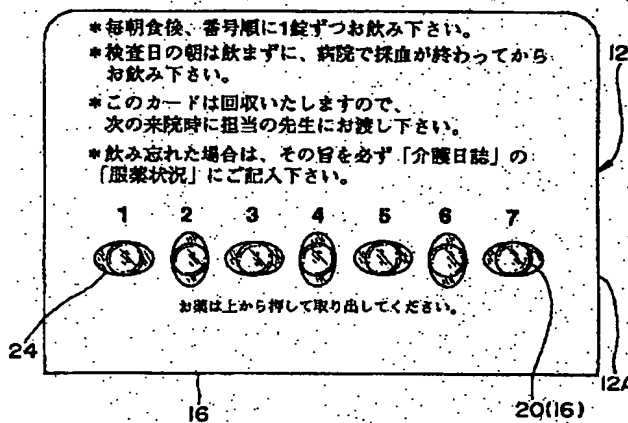 *毎朝食後、番号順に1錠ずつお飲み下さい。
*検査日の朝は飲まずに、病院で採血が終わってから
お飲み下さい。
*このカードは回収いたしますので、
次の来院時に担当の先生にお渡し下さい。
*飲み忘れた場合は、その旨を必ず「介護日誌」の
「服薬状況」にご記入下さい。
1 2 3 4 5 6 7
お薬は上から押して取り出してください。
12
24
16
20(16)
12A